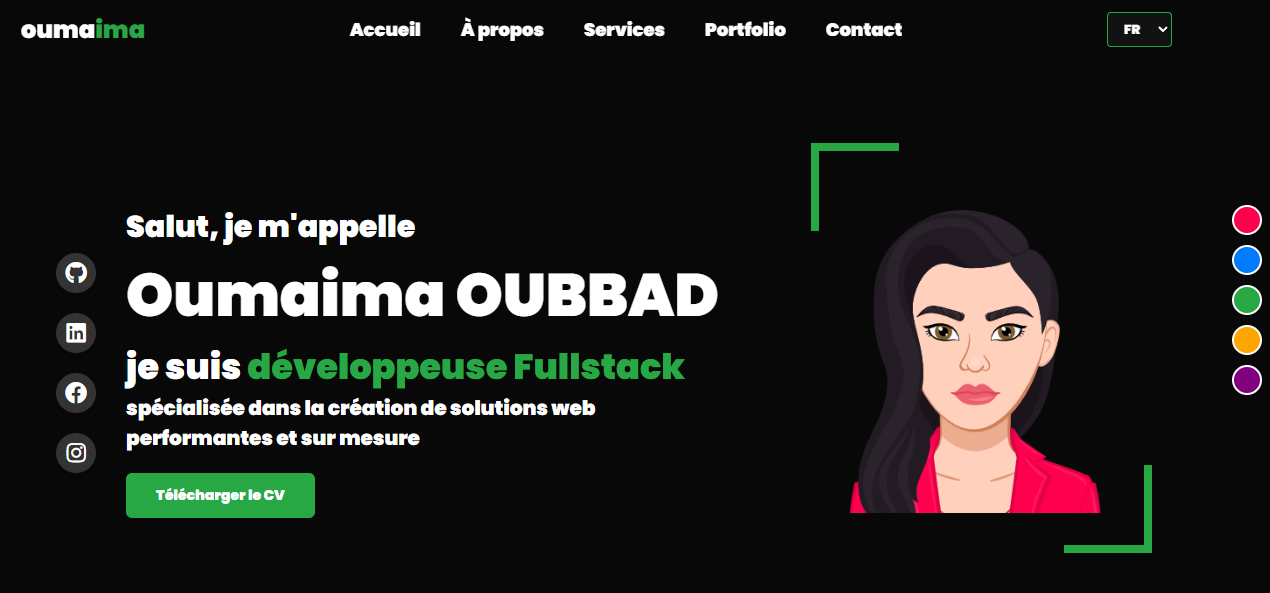 oumaima
Accueil
À propos
Services
Portfolio
Contact
FR
Salut, je m'appelle
Oumaima OUBBAD
je suis développeuse Fullstack
spécialisée dans la création de solutions web
performantes et sur mesure
Télécharger le CV
in